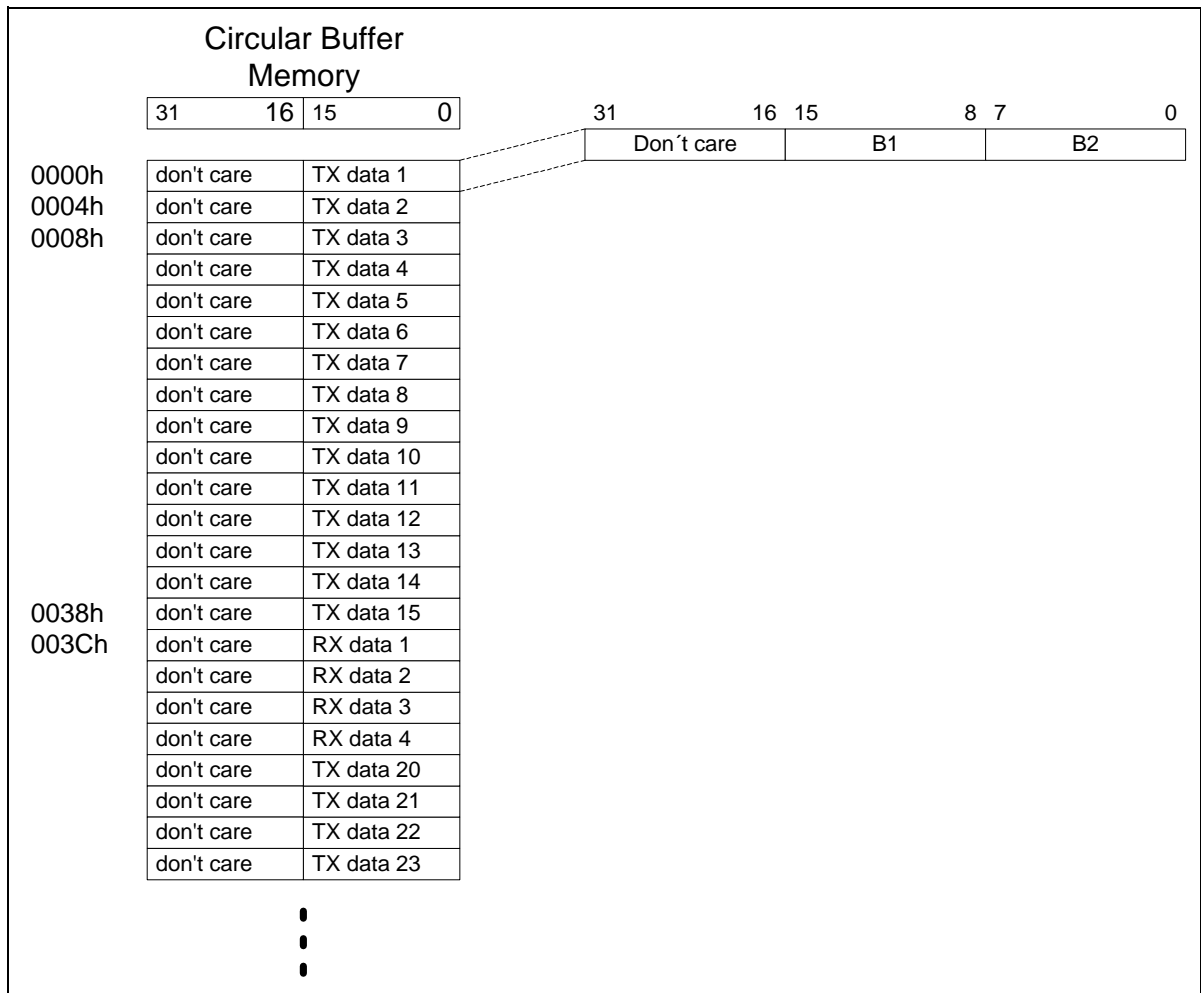 Circular Buffer
Memory
31 16 15 0
31 16 15 8 7 0
Don´t care B1 B2
0000h don't care TX data 1
0004h don't care TX data 2
0008h don't care TX data 3
don't care TX data 4
don't care TX data 5
don't care TX data 6
don't care TX data 7
don't care TX data 8
don't care TX data 9
don't care TX data 10
don't care TX data 11
don't care TX data 12
don't care TX data 13
don't care TX data 14
0038h don't care TX data 15
003Ch don't care RX data 1
don't care RX data 2
don't care RX data 3
don't care RX data 4
don't care TX data 20
don't care TX data 21
don't care TX data 22
don't care TX data 23